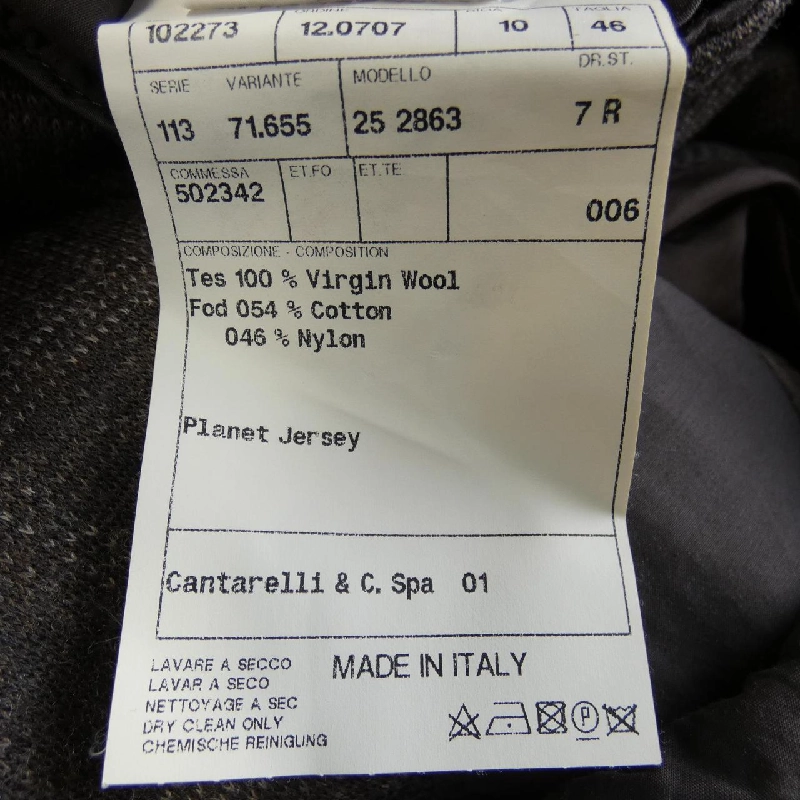 102273 12.0707 10 46
SERIE VARIANTE MODELLO DR.ST.
113 71.655 25 2863 7 R
COMMESSA ET.FO ET.TE
502342 006
COMPOSIZIONE - COMPOSITION
Tes 100 % Virgin Wool
Fod 054 % Cotton
046 % Nylon
Planet Jersey
Cantarelli & C. Spa 01
LAVARE A SECCO MADE IN ITALY
LAVAR A SECO
NETTOYAGE A SEC
DRY CLEAN ONLY
CHEMISCHE REINIGUNG
P